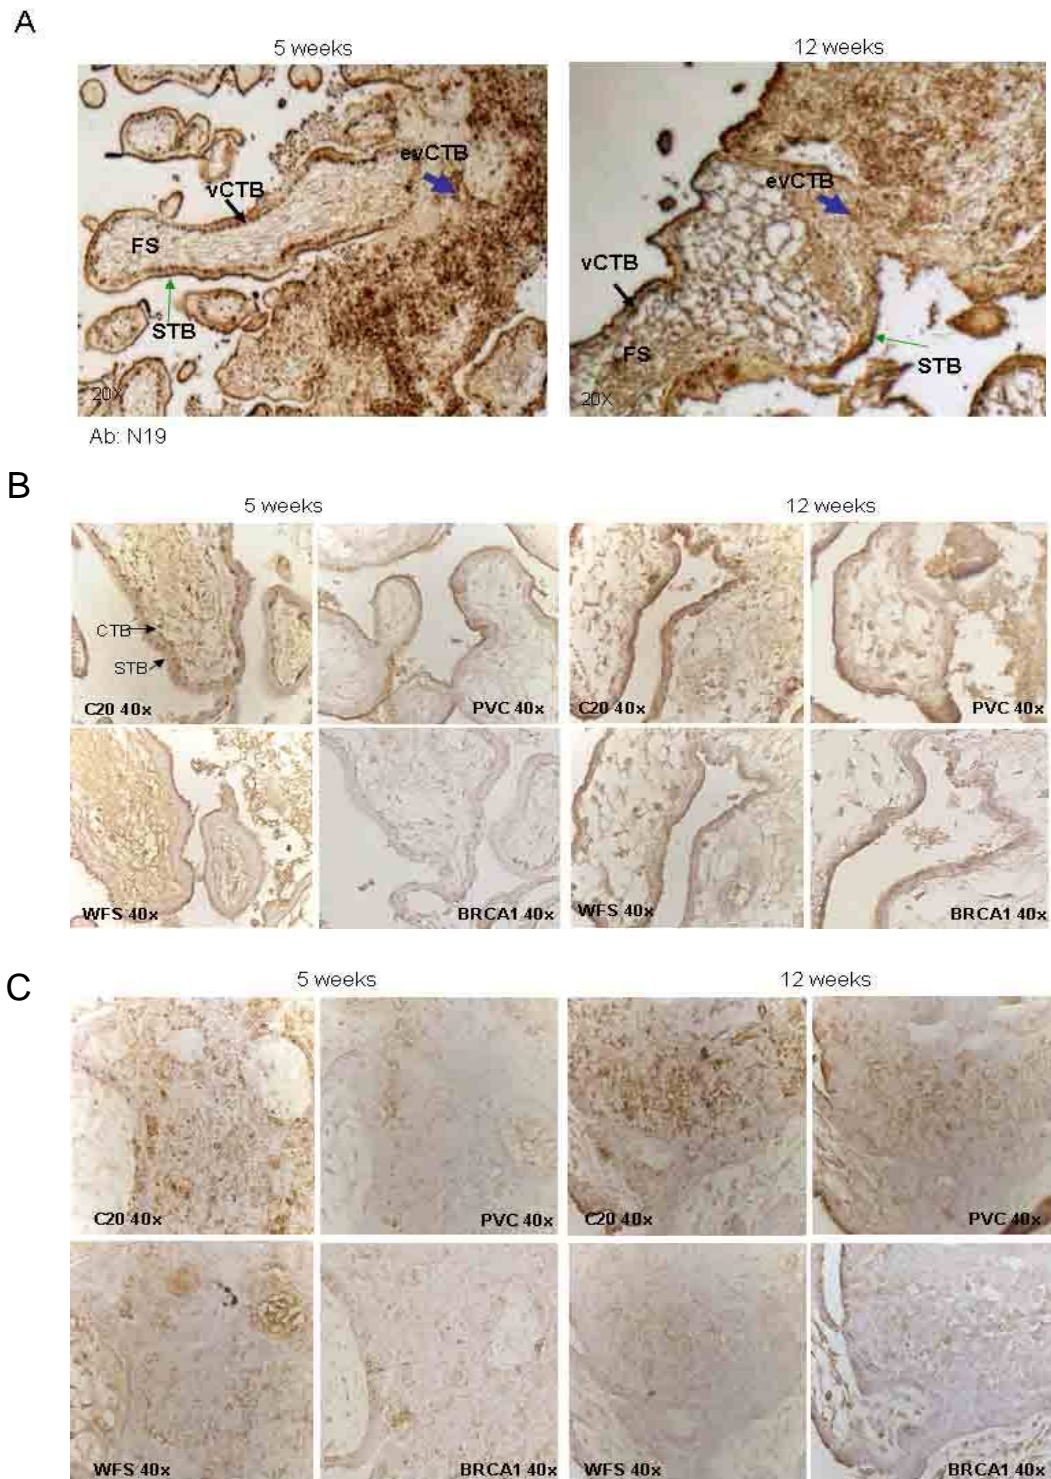 A
5 weeks
12 weeks
evCTB
vCTB
FS
STB
20X
evCTB
vCTB
FS
STB
20X
Ab: N19
B
5 weeks
12 weeks
CTB
STB
C20 40x
PVC 40x
C20 40x
PVC 40x
WFS 40x
BRCA1 40x
WFS 40x
BRCA1 40x
C
5 weeks
12 weeks
C20 40x
PVC 40x
C20 40x
PVC 40x
WFS 40x
BRCA1 40x
WFS 40x
BRCA1 40x